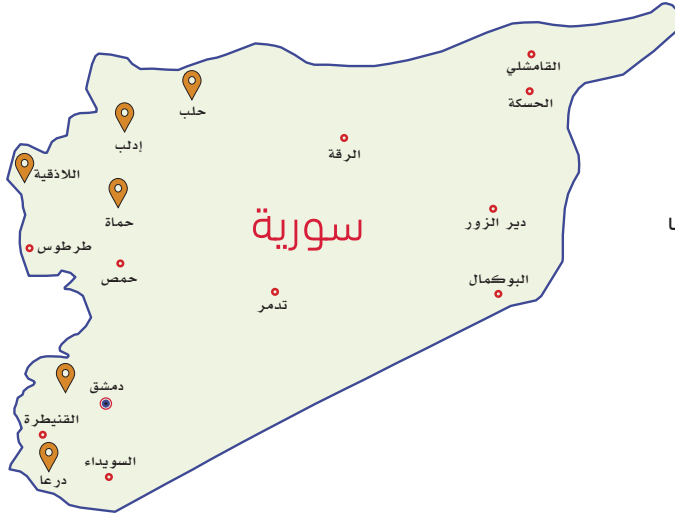 القامشلي
الحسكة
حلب
إدلب
الرقة
اللاذقية
حماة
دير الزور
سورية
طرطوس
حمص
البوكمال
تدمر
دمشق
القنيطرة
السويداء
درعا